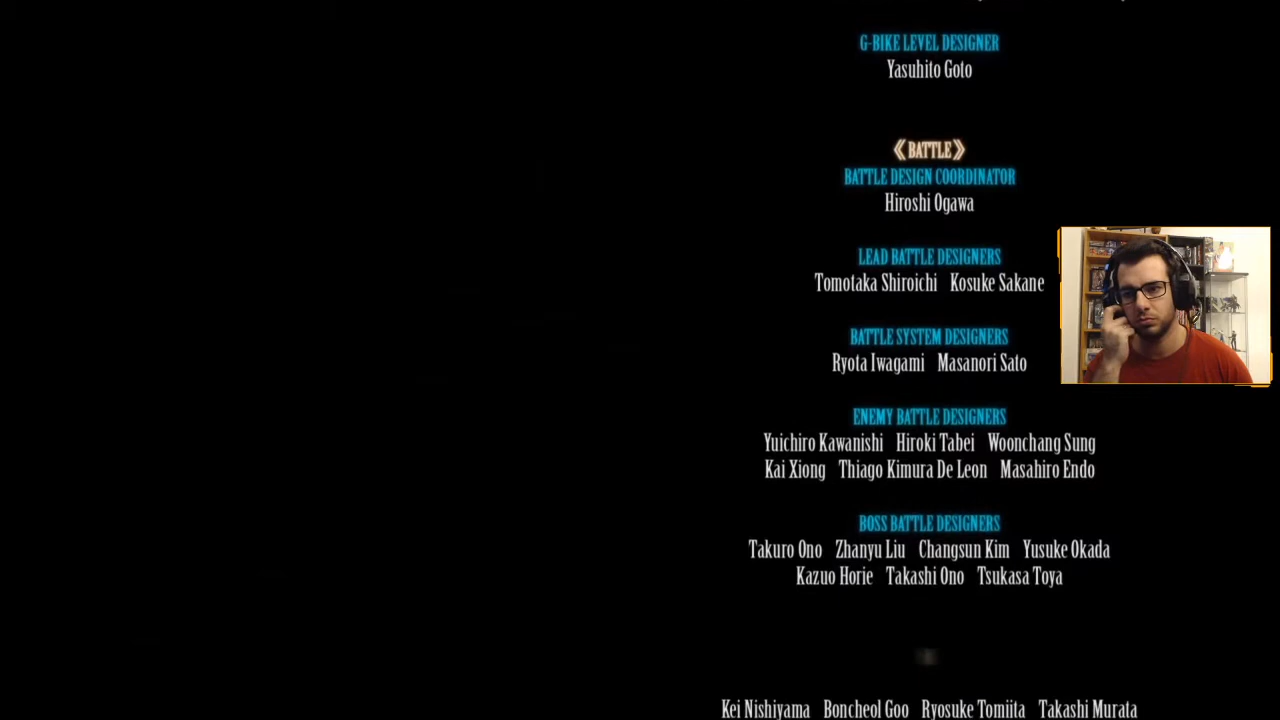 G-BIKE LEVEL DESIGNER
Yasuhito Goto
《BATTLE》
BATTLE DESIGN COORDINATOR
Hiroshi Ogawa
LEAD BATTLE DESIGNERS
Tomotaka Shiroichi Kosuke Sakane
BATTLE SYSTEM DESIGNERS
Ryota Iwagami Masanori Sato
ENEMY BATTLE DESIGNERS
Yuichiro Kawanishi Hiroki Tabei Woonchang Sung
Kai Xiong Thiago Kimura De Leon Masahiro Endo
BOSS BATTLE DESIGNERS
Takuro Ono Zhanyu Liu Changsun Kim Yusuke Okada
Kazuo Horie Takashi Ono Tsukasa Toya
Kei Nishiyama Boncheol Goo Ryosuke Tomiita Takashi Murata